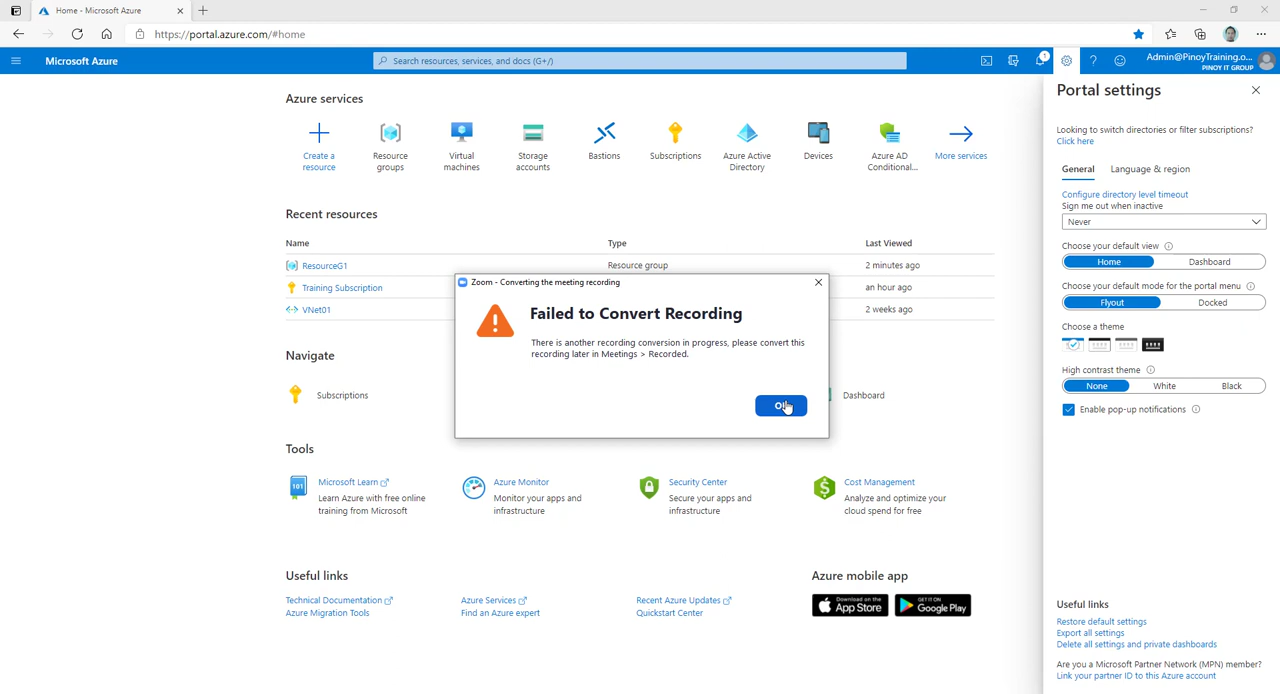 Home - Microsoft Azure
https://portal.azure.com/#home
Microsoft Azure
Search resources, services, and docs (G+/)
1
Admin@PinoyTraining.o...
PINOY IT GROUP
Azure services
Create a resource
Resource groups
Virtual machines
Storage accounts
Bastions
Subscriptions
Azure Active Directory
Devices
Azure AD Conditional...
More services
Recent resources
Name Type Last Viewed
ResourceG1 Resource group 2 minutes ago
Training Subscription an hour ago
VNet01 2 weeks ago
Zoom - Converting the meeting recording
Failed to Convert Recording
There is another recording conversion in progress, please convert this
recording later in Meetings > Recorded.
Navigate
Subscriptions
Dashboard
Tools
101
Microsoft Learn
Learn Azure with free online
training from Microsoft
Azure Monitor
Monitor your apps and
infrastructure
Security Center
Secure your apps and
infrastructure
Cost Management
Analyze and optimize your
cloud spend for free
Useful links
Technical Documentation
Azure Migration Tools
Azure Services
Find an Azure expert
Recent Azure Updates
Quickstart Center
Azure mobile app
Download on the
App Store
GET IT ON
Google Play
Portal settings
Looking to switch directories or filter subscriptions?
Click here
General Language & region
Configure directory level timeout
Sign me out when inactive
Never
Choose your default view
Home Dashboard
Choose your default mode for the portal menu
Flyout Docked
Choose a theme
High contrast theme
None White Black
Enable pop-up notifications
Useful links
Restore default settings
Export all settings
Delete all settings and private dashboards
Are you a Microsoft Partner Network (MPN) member?
Link your partner ID to this Azure account